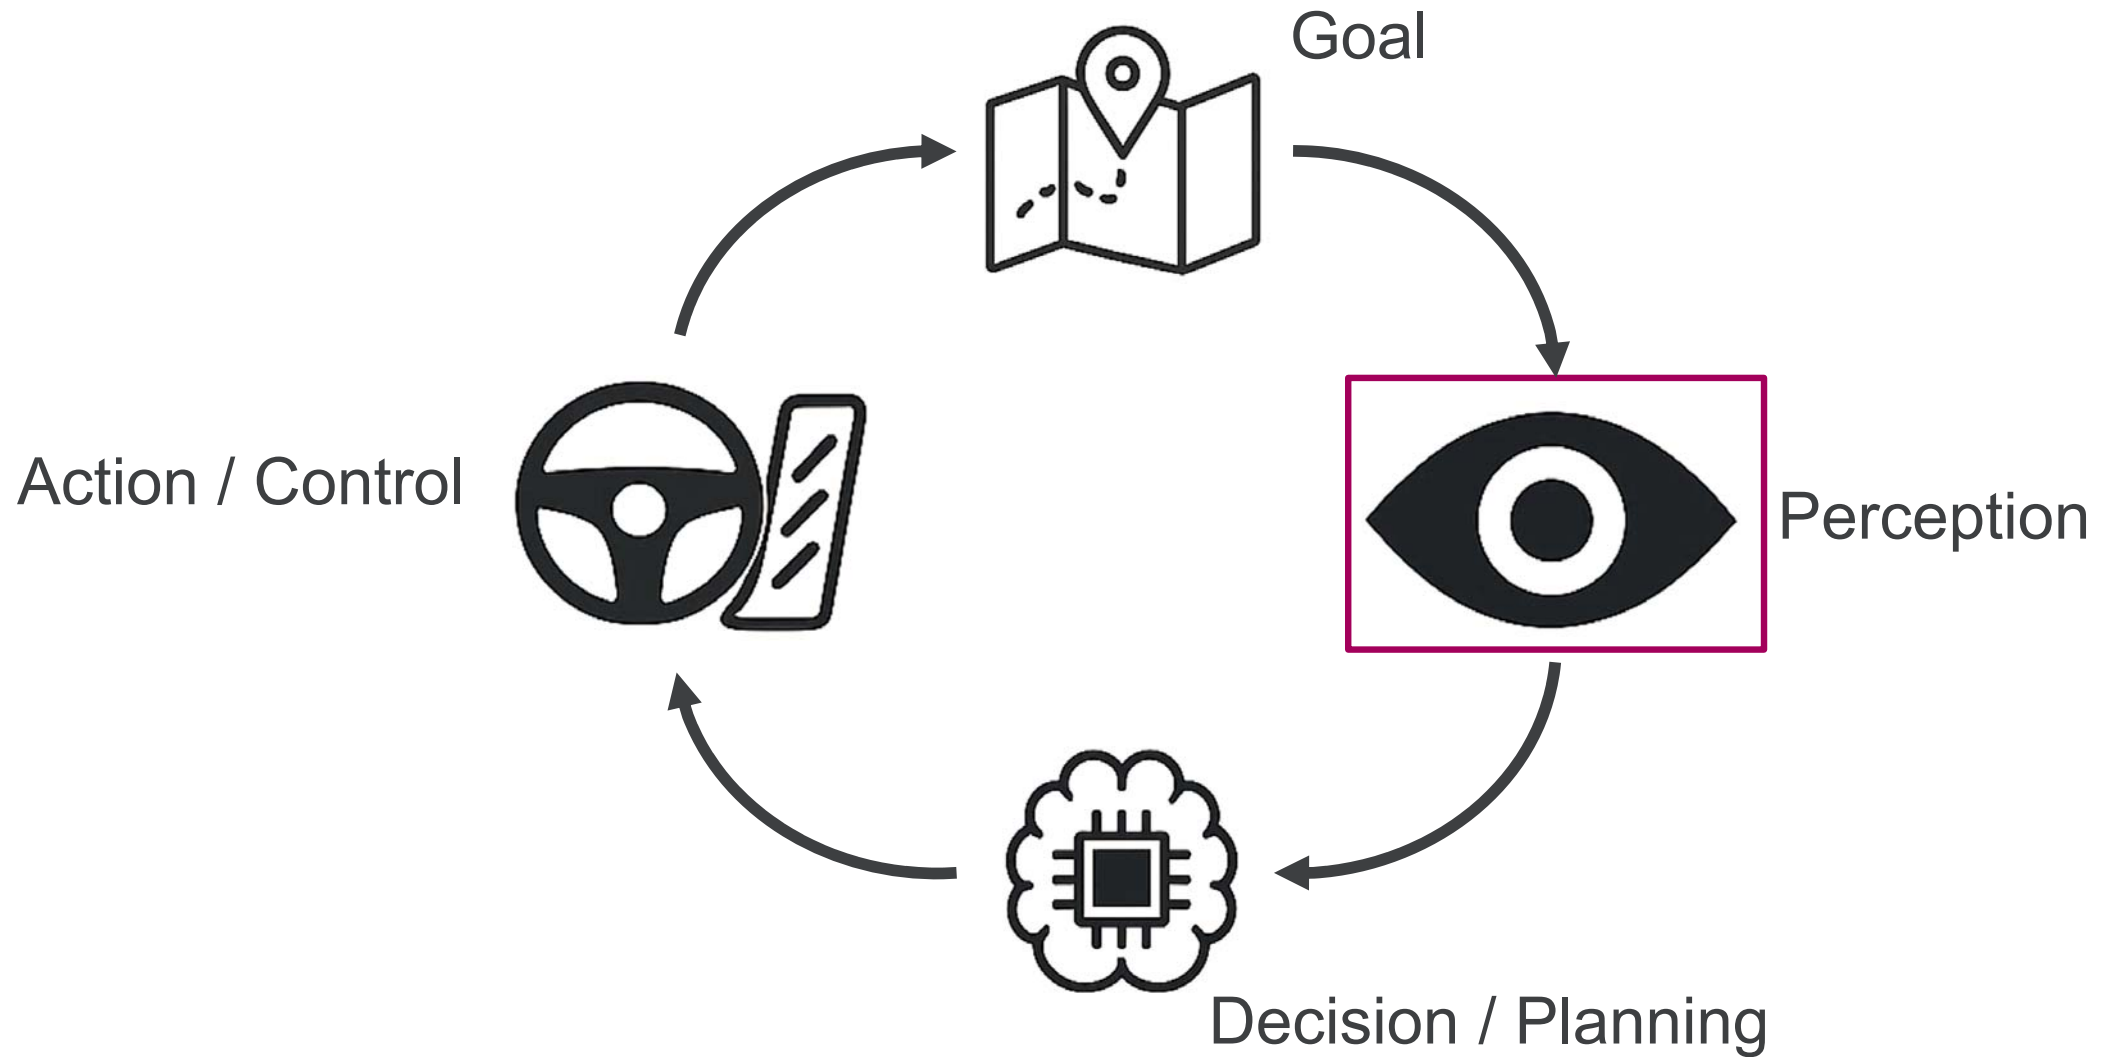 Goal
Action / Control
Perception
Decision / Planning